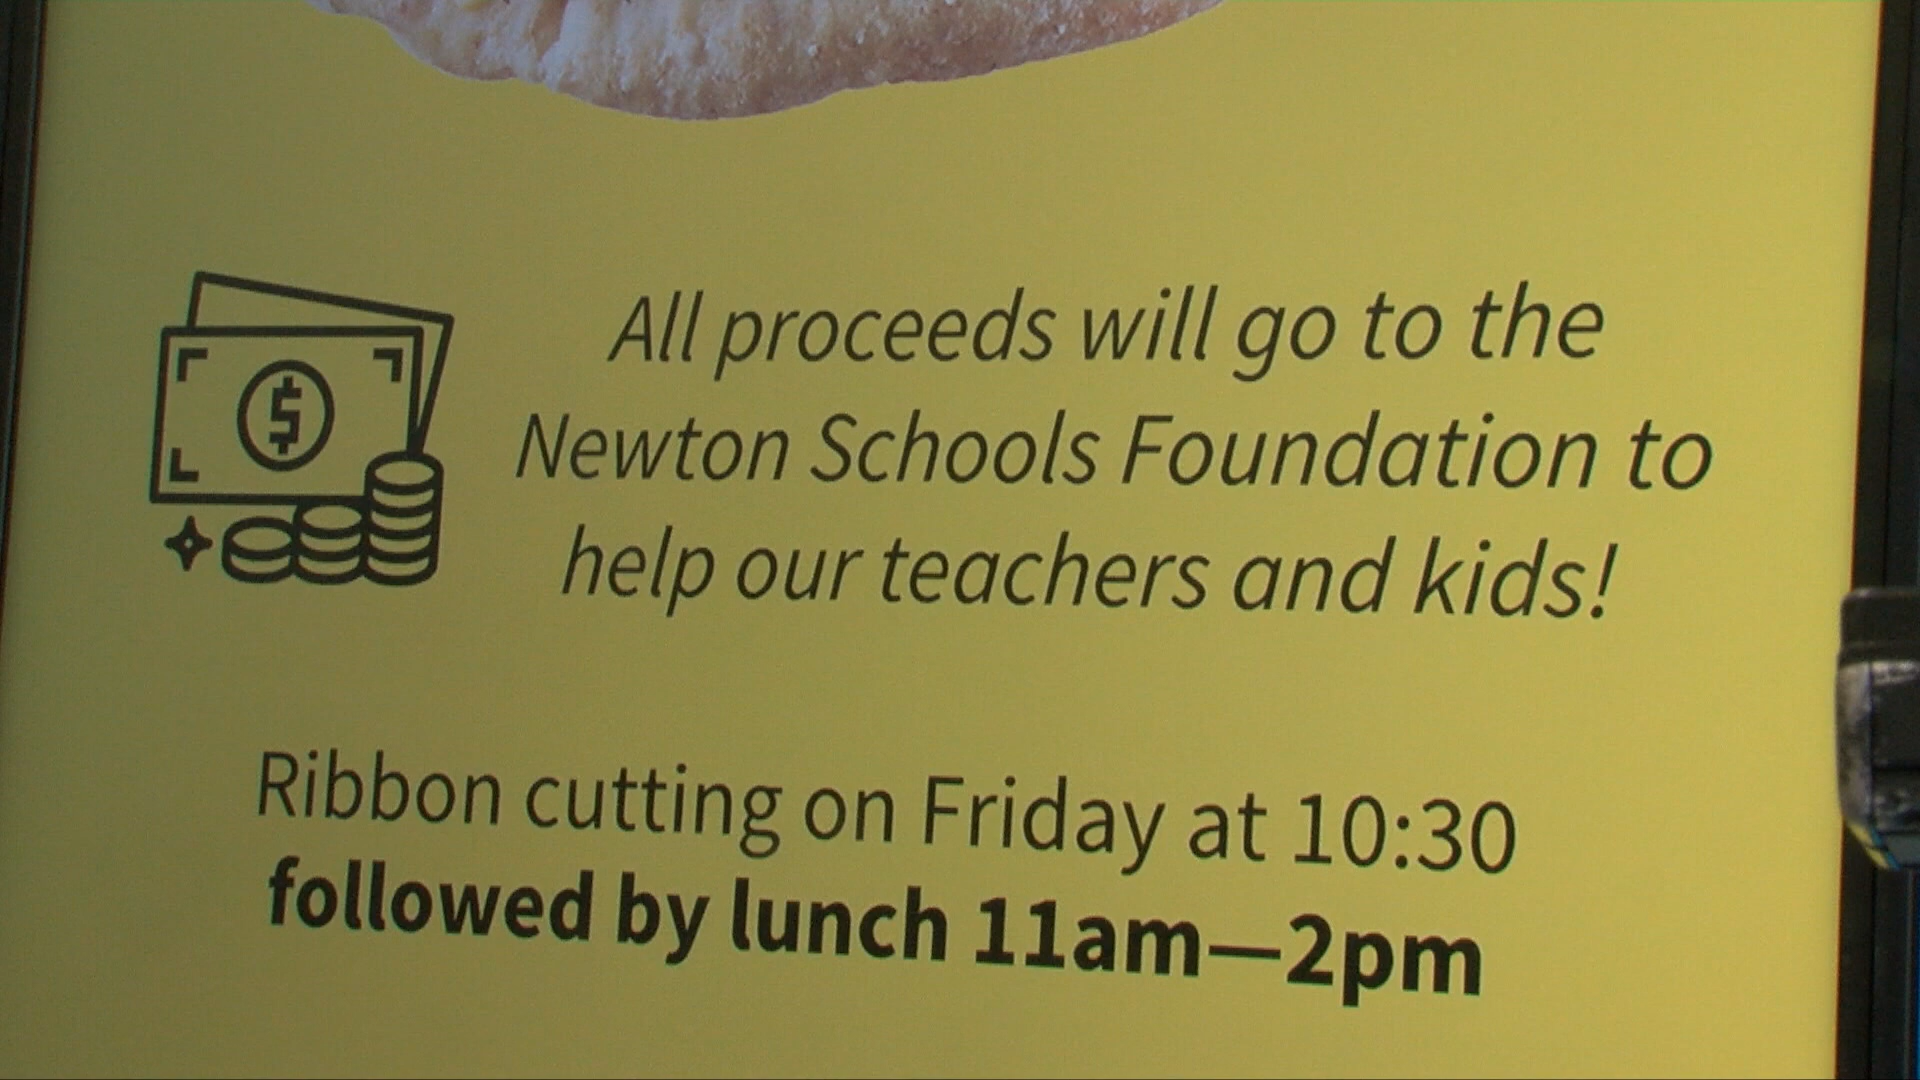 All proceeds will go to the
Newton Schools Foundation to
help our teachers and kids!
Ribbon cutting on Friday at 10:30
followed by lunch 11am—2pm